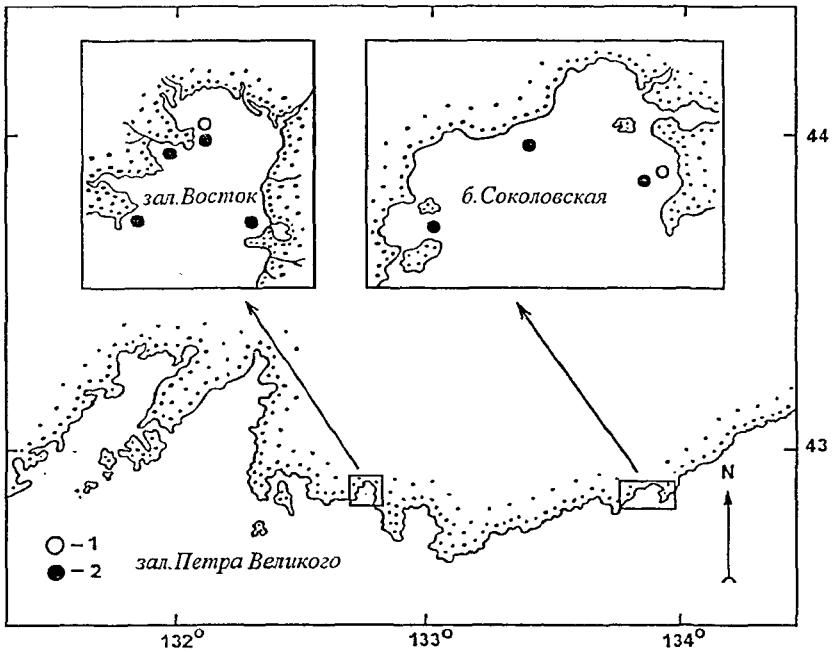 зал.Восток
б.Соколовская
44
43
N
–1
–2
зал.Петра Великого
132° 133° 134°